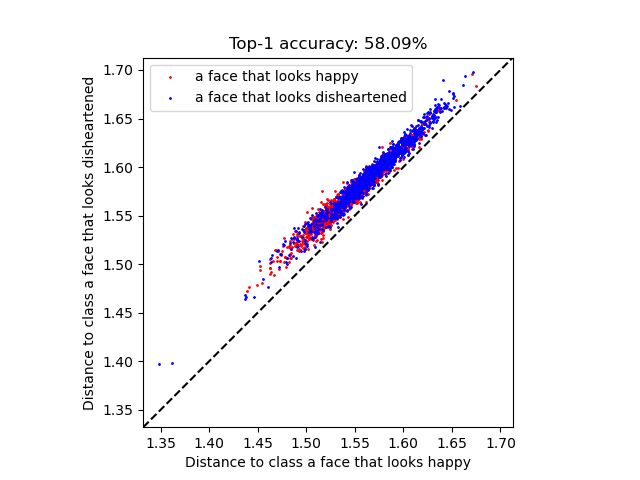 Top-1 accuracy: 58.09%
a face that looks happy
a face that looks disheartened
Distance to class a face that looks disheartened
1.70
1.65
1.60
1.55
1.50
1.45
1.40
1.35
1.35 1.40 1.45 1.50 1.55 1.60 1.65 1.70
Distance to class a face that looks happy